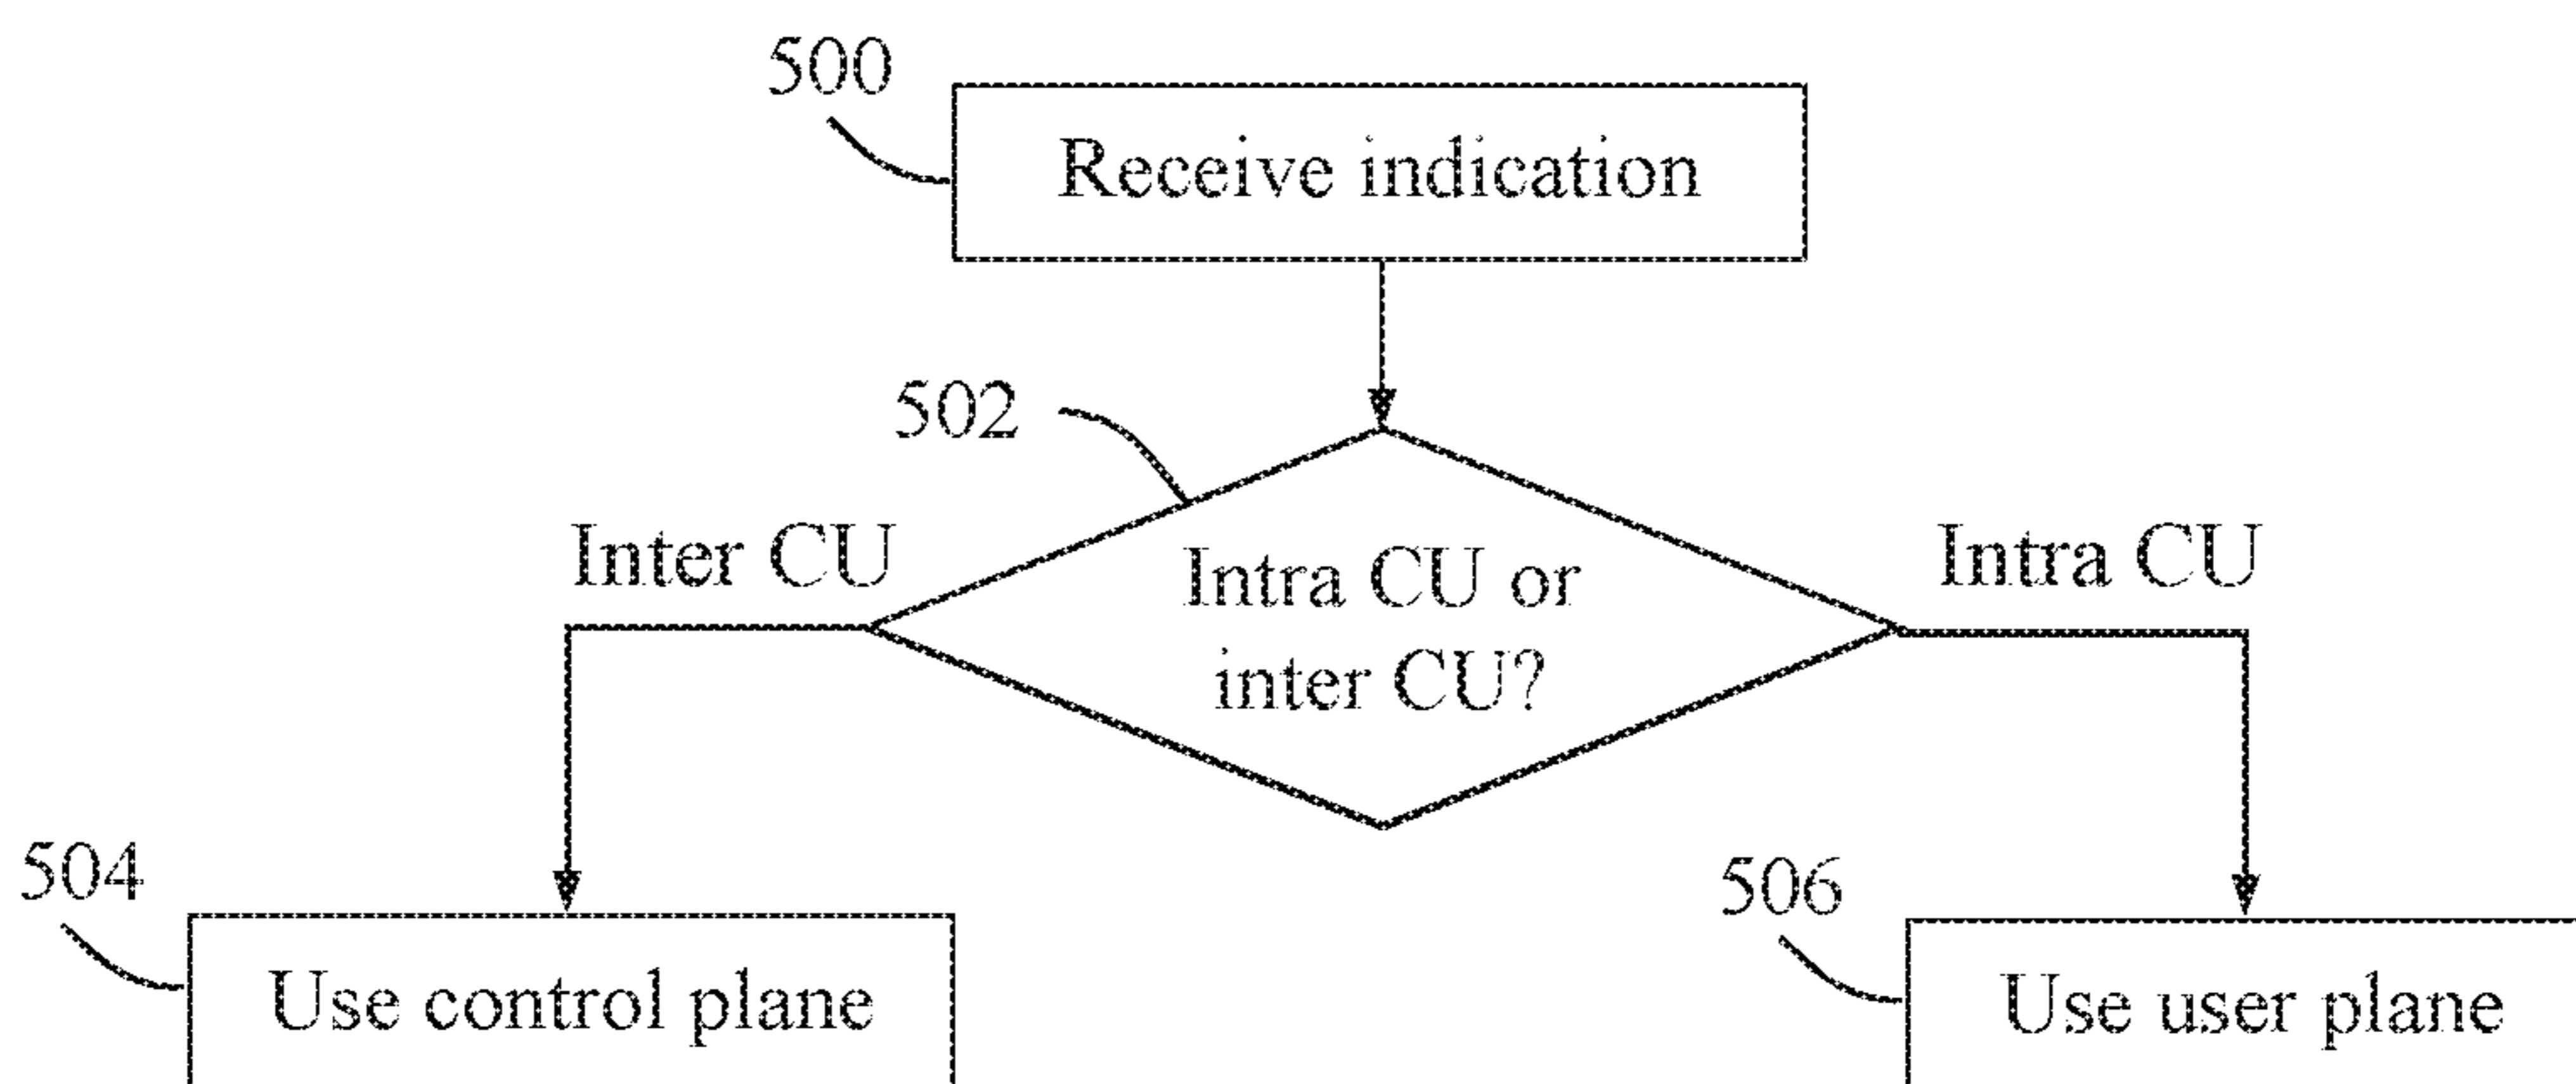 500
Receive indication
502
Inter CU
Intra CU or
inter CU?
Intra CU
504
Use control plane
506
Use user plane